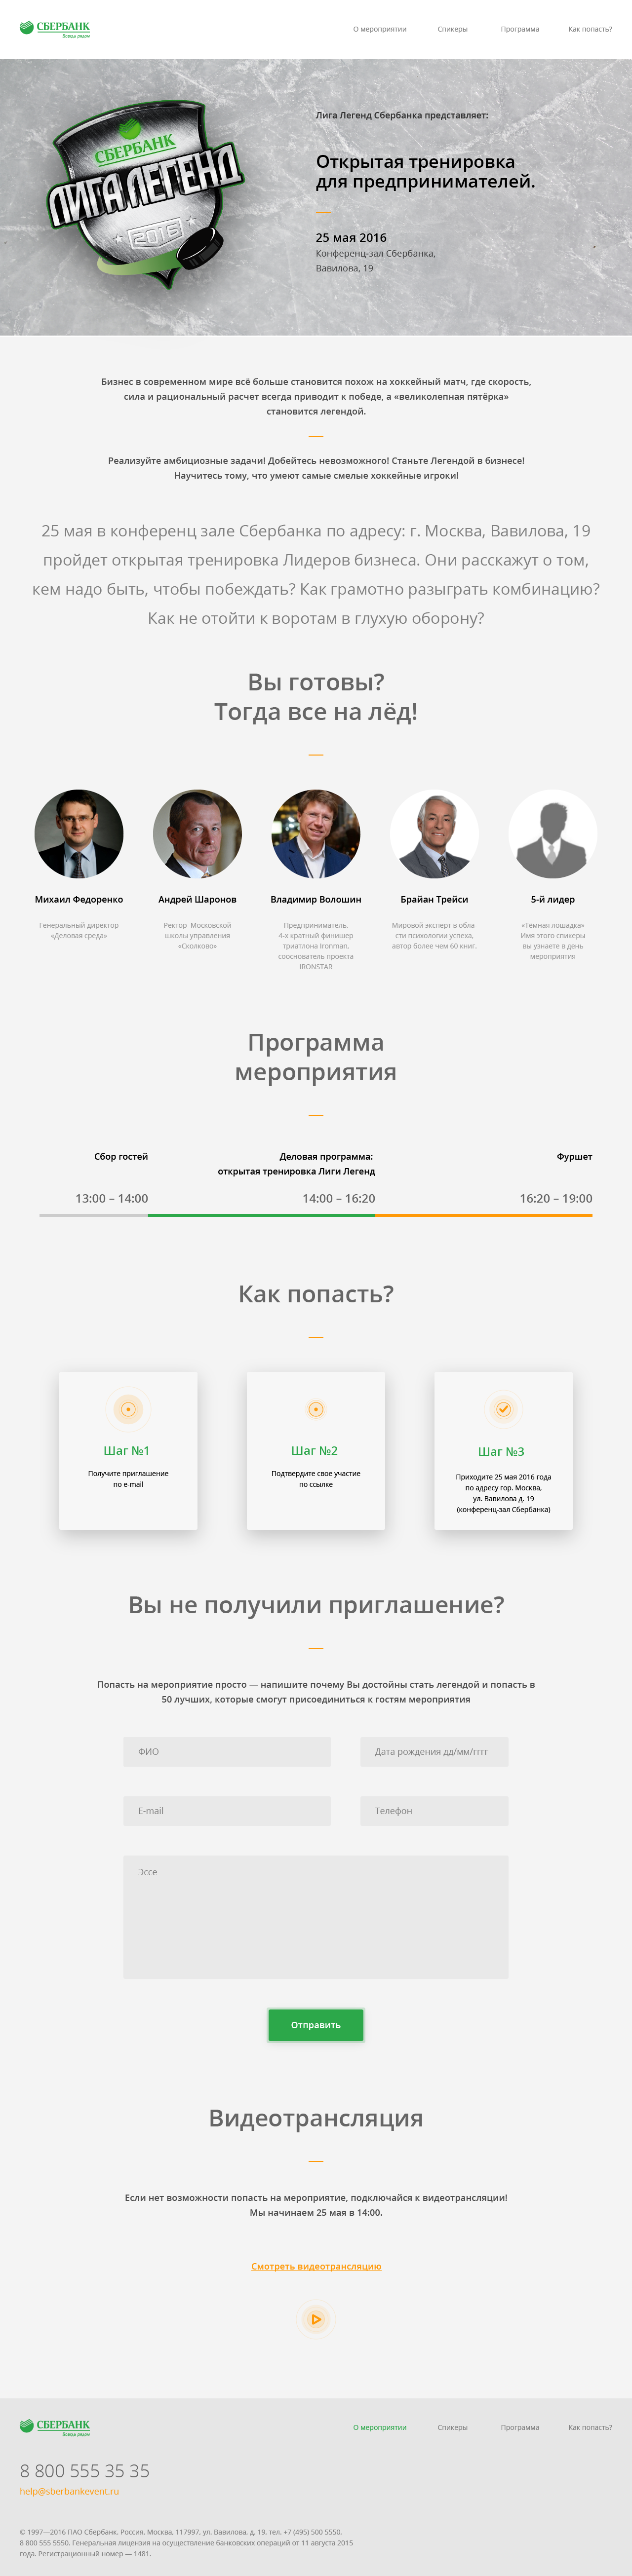 СБЕРБАНК
Всегда рядом
О мероприятии Спикеры Программа Как попасть?
СБЕРБАНК
ЛИГА ЛЕГЕНД
2016
Лига Легенд Сбербанка представляет:
Открытая тренировка
для предпринимателей.
25 мая 2016
Конференц-зал Сбербанка,
Вавилова, 19
Бизнес в современном мире всё больше становится похож на хоккейный матч, где скорость,
сила и рациональный расчет всегда приводит к победе, а «великолепная пятёрка»
становится легендой.
Реализуйте амбициозные задачи! Добейтесь невозможного! Станьте Легендой в бизнесе!
Научитесь тому, что умеют самые смелые хоккейные игроки!
25 мая в конференц зале Сбербанка по адресу: г. Москва, Вавилова, 19
пройдет открытая тренировка Лидеров бизнеса. Они расскажут о том,
кем надо быть, чтобы побеждать? Как грамотно разыграть комбинацию?
Как не отойти к воротам в глухую оборону?
Вы готовы?
Тогда все на лёд!
Михаил Федоренко
Генеральный директор
«Деловая среда»
Андрей Шаронов
Ректор Московской
школы управления
«Сколково»
Владимир Волошин
Предприниматель,
4-х кратный финишер
триатлона Ironman,
сооснователь проекта
IRONSTAR
Брайан Трейси
Мировой эксперт в обла-
сти психологии успеха,
автор более чем 60 книг.
5-й лидер
«Тёмная лошадка»
Имя этого спикеры
вы узнаете в день
мероприятия
Программа
мероприятия
Сбор гостей
13:00 – 14:00
Деловая программа:
открытая тренировка Лиги Легенд
14:00 – 16:20
Фуршет
16:20 – 19:00
Как попасть?
Шаг №1
Получите приглашение
по e-mail
Шаг №2
Подтвердите свое участие
по ссылке
Шаг №3
Приходите 25 мая 2016 года
по адресу гор. Москва,
ул. Вавилова д. 19
(конференц-зал Сбербанка)
Вы не получили приглашение?
Попасть на мероприятие просто — напишите почему Вы достойны стать легендой и попасть в
50 лучших, которые смогут присоединиться к гостям мероприятия
ФИО
Дата рождения дд/мм/гггг
E-mail
Телефон
Эссе
Отправить
Видеотрансляция
Если нет возможности попасть на мероприятие, подключайся к видеотрансляции!
Мы начинаем 25 мая в 14:00.
Смотреть видеотрансляцию
СБЕРБАНК
Всегда рядом
О мероприятии Спикеры Программа Как попасть?
8 800 555 35 35
help@sberbankevent.ru
© 1997—2016 ПАО Сбербанк, Россия, Москва, 117997, ул. Вавилова, д. 19, тел. +7 (495) 500 5550,
8 800 555 5550. Генеральная лицензия на осуществление банковских операций от 11 августа 2015
года. Регистрационный номер — 1481.